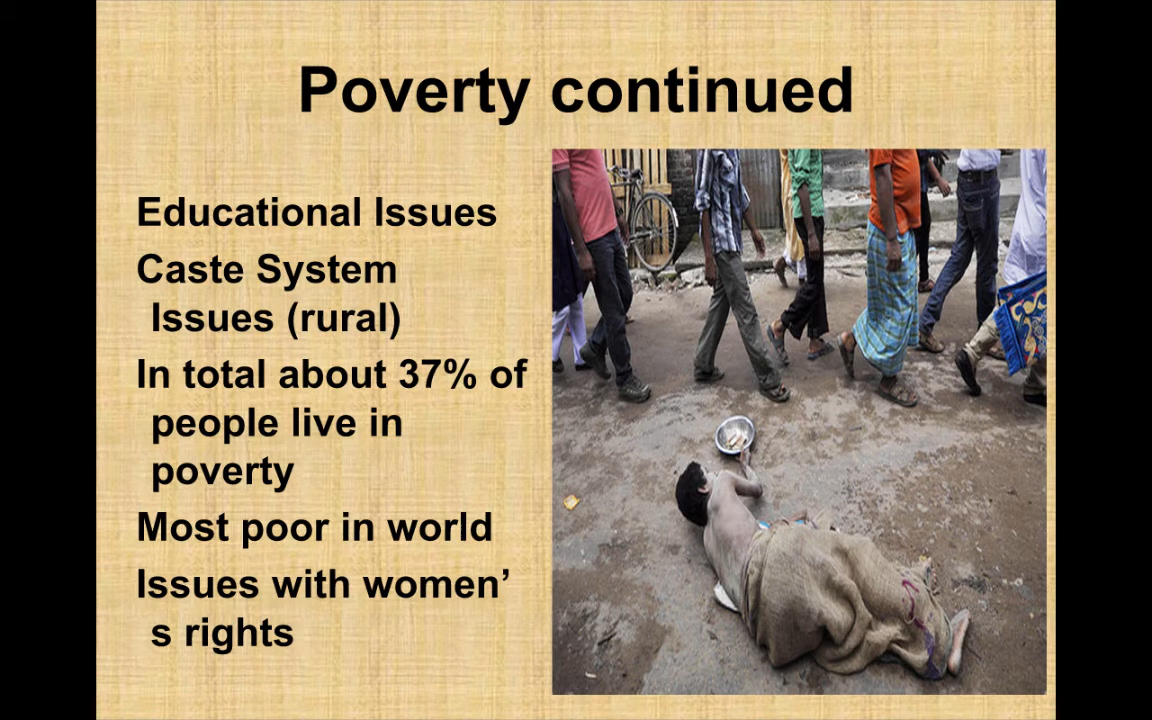 Poverty continued
Educational Issues
Caste System
Issues (rural)
In total about 37% of
people live in
poverty
Most poor in world
Issues with women’
s rights